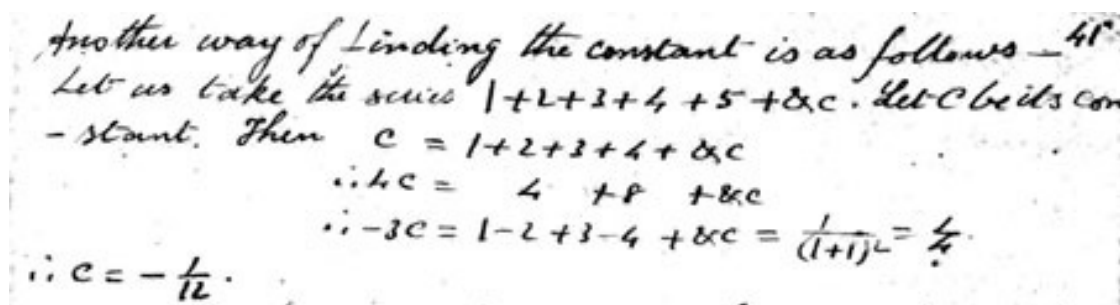 Another way of finding the constant is as follows — 41
Let us take the series 1+2+3+4+5+&c. Let C be its con
-stant. Then c = 1+2+3+4+&c
∴ 4c = 4 +8 +&c
∴ -3c = 1-2+3-4+&c = 1/(1+1)² = 1/4.
∴ c = -1/12.